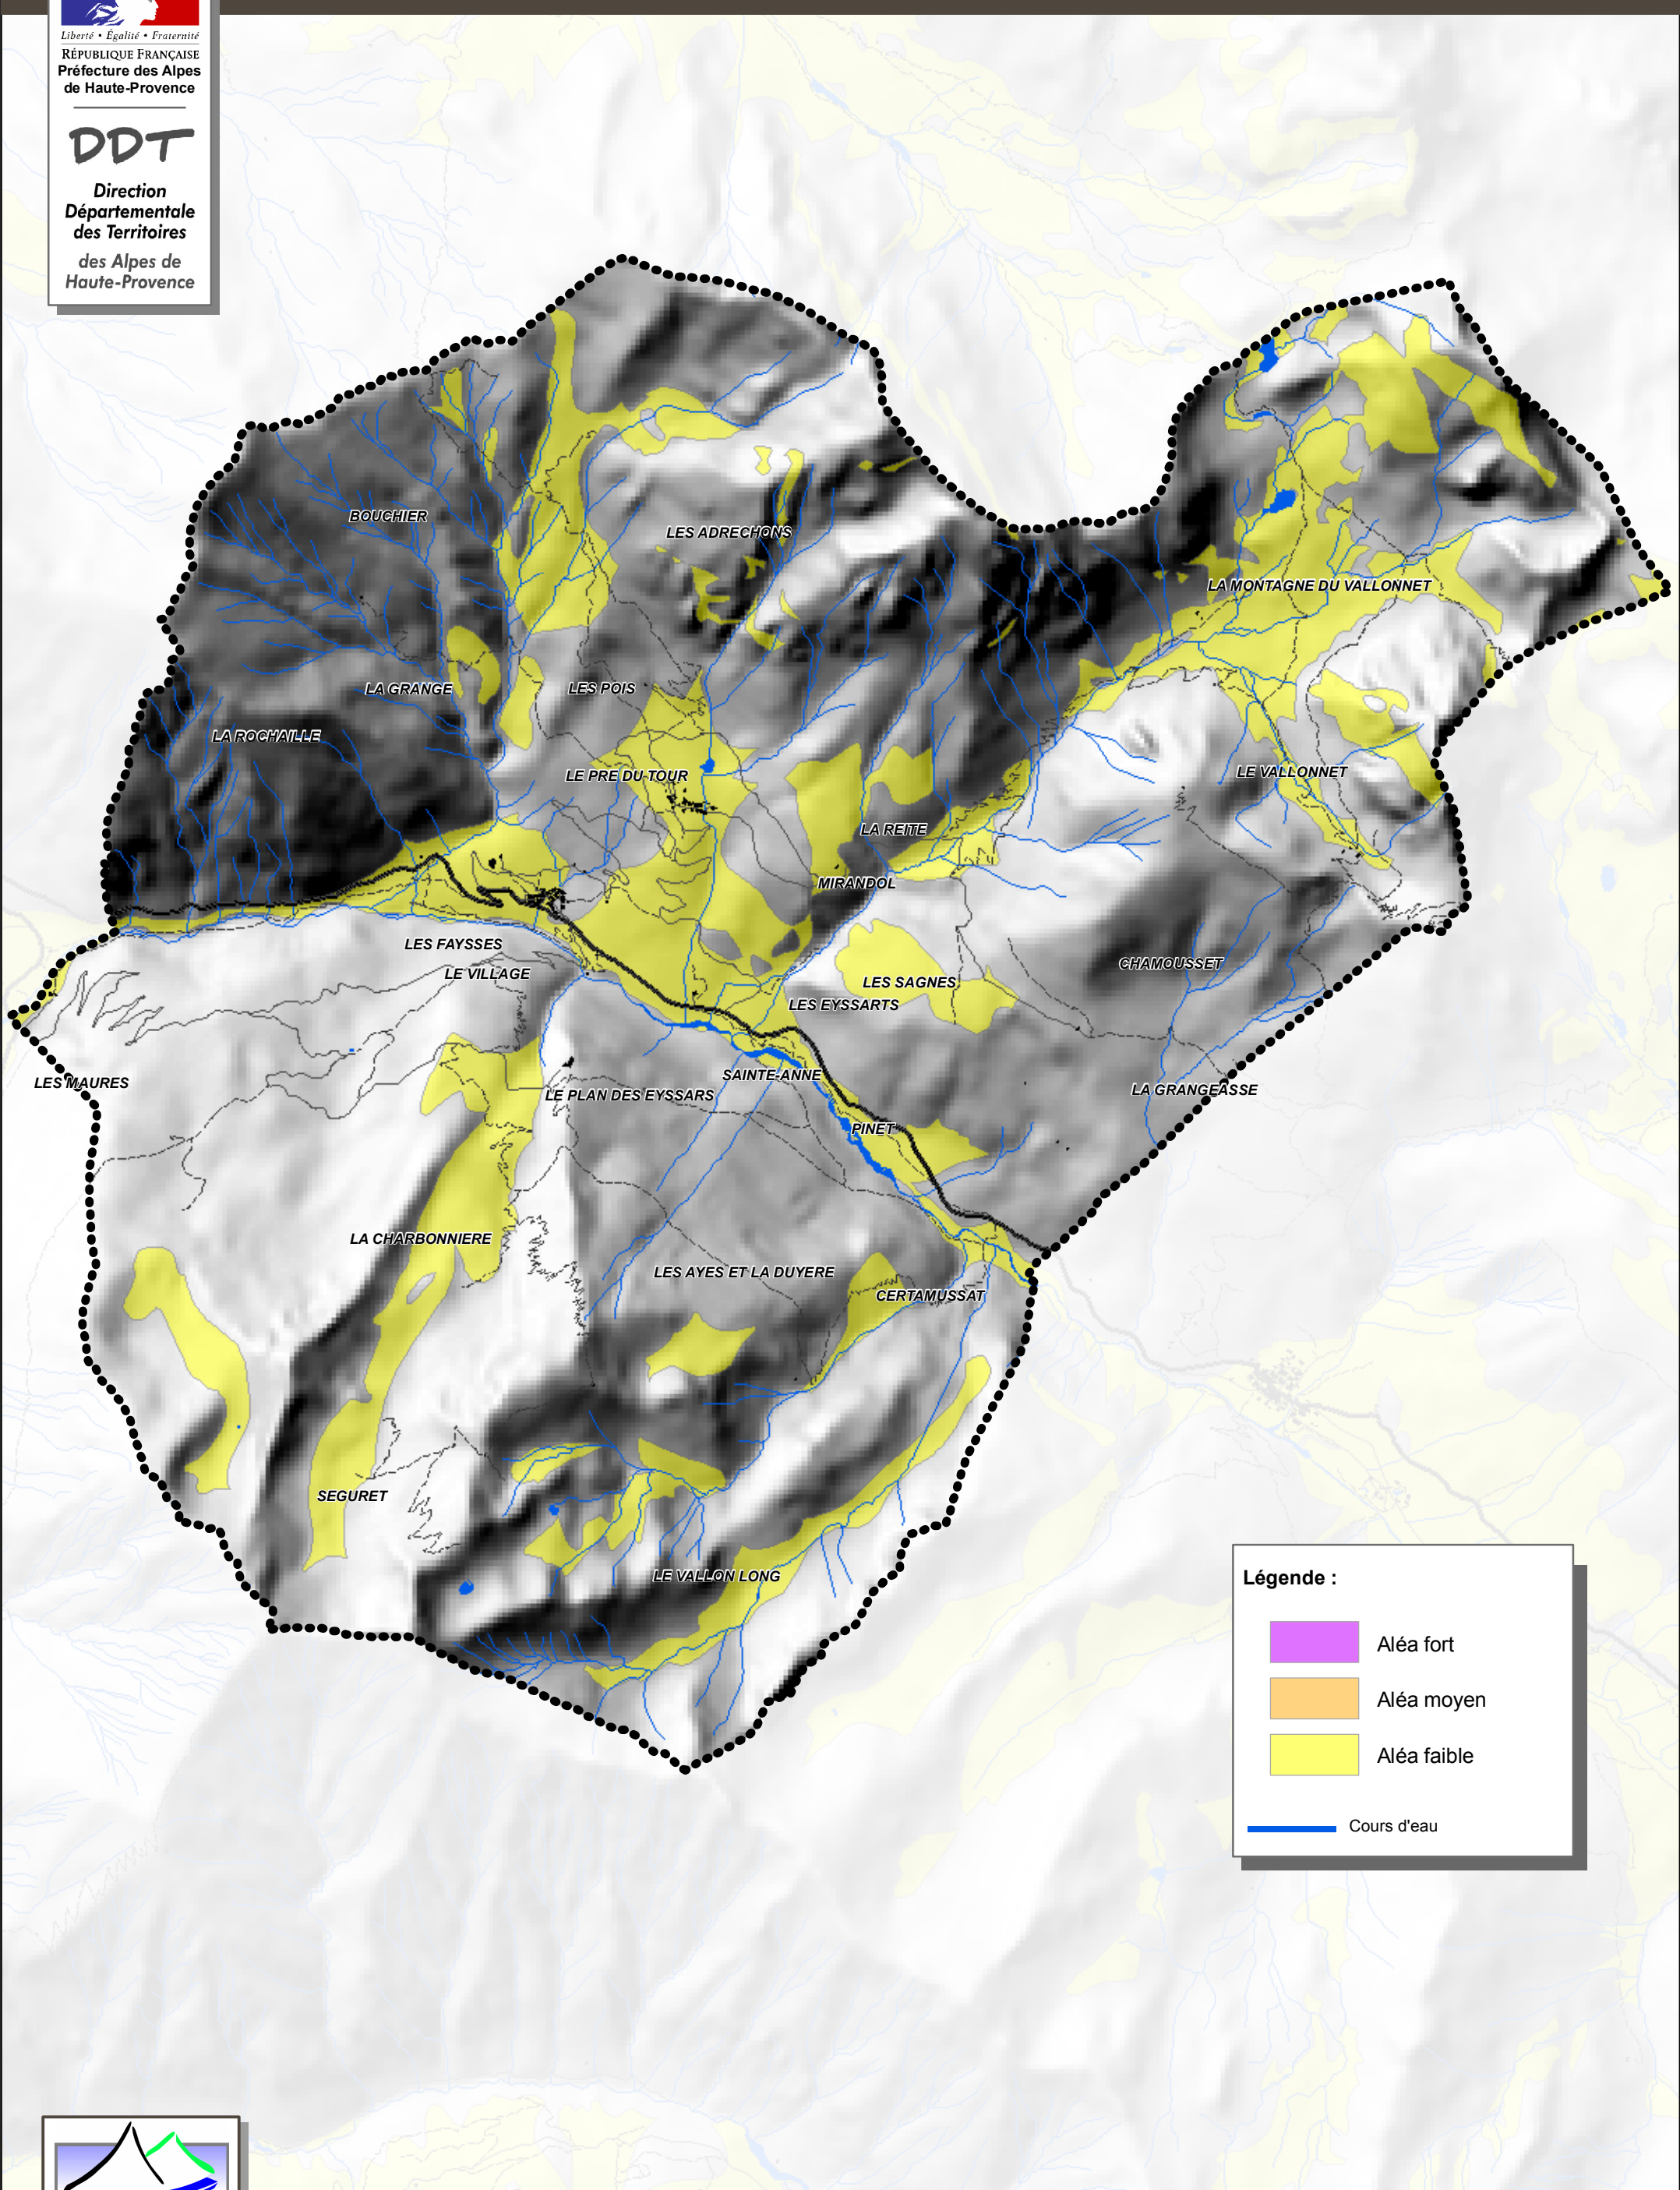 Liberté • Égalité • Fraternité
RÉPUBLIQUE FRANÇAISE
Préfecture des Alpes
de Haute-Provence
DDT
Direction
Départementale
des Territoires
des Alpes de
Haute-Provence
BOUCHIER
LES ADRECHONS
LA MONTAGNE DU VALLONNET
LA GRANGE
LES POIS
LA ROCHAILLE
LE PRE DU TOUR
LE VALLONNET
LA REITE
MIRANDOL
LES FAYSSES
LE VILLAGE
CHAMOUSSET
LES SAGNES
LES EYSSARTS
SAINTE-ANNE
LES MAURES
LE PLAN DES EYSSARS
LA GRANGEASSE
PINET
LA CHARBONNIERE
LES AYES ET LA DUYERE
CERTAMUSSAT
SEGURET
LE VALLON LONG
Légende :
Aléa fort
Aléa moyen
Aléa faible
Cours d'eau